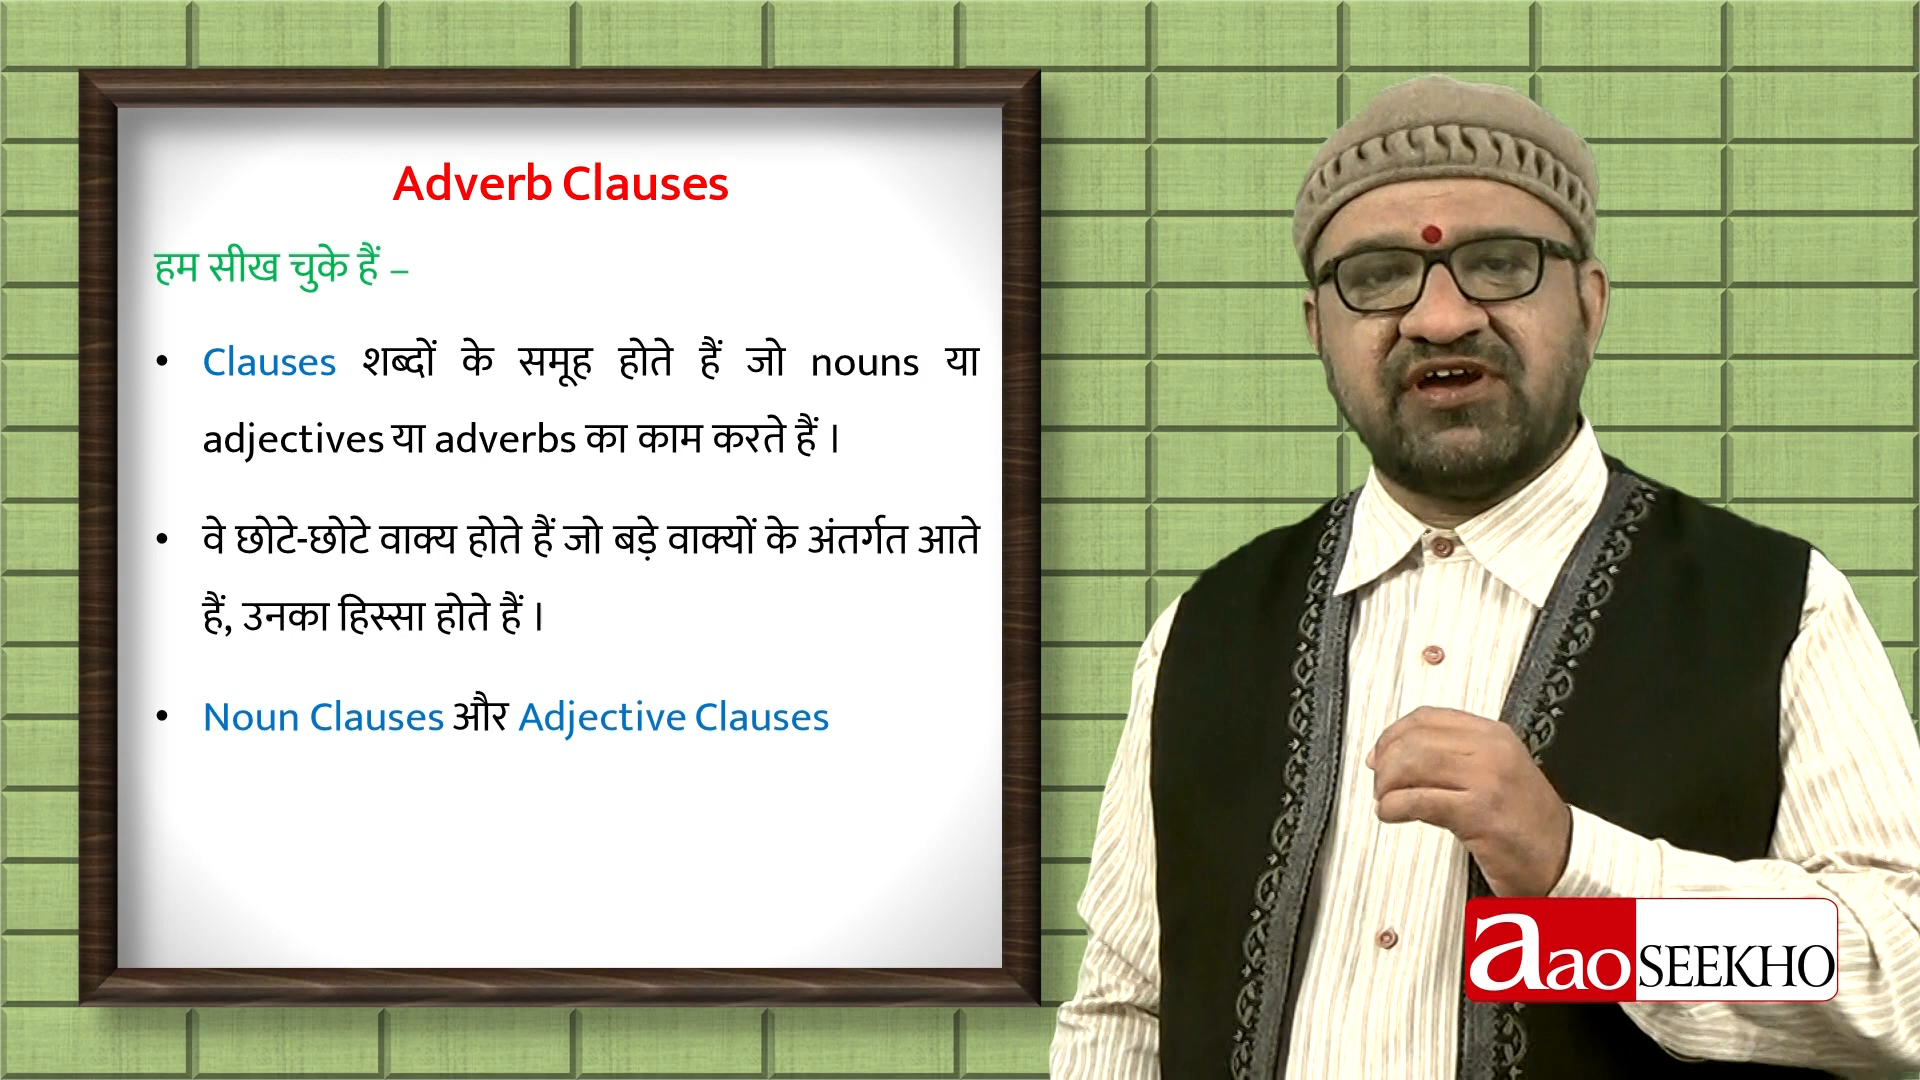 Adverb Clauses
हम सीख चुके हैं –
• Clauses शब्दों के समूह होते हैं जो nouns या
adjectives या adverbs का काम करते हैं ।
• वे छोटे-छोटे वाक्य होते हैं जो बड़े वाक्यों के अंतर्गत आते
हैं, उनका हिस्सा होते हैं ।
• Noun Clauses और Adjective Clauses
aao SEEKHO